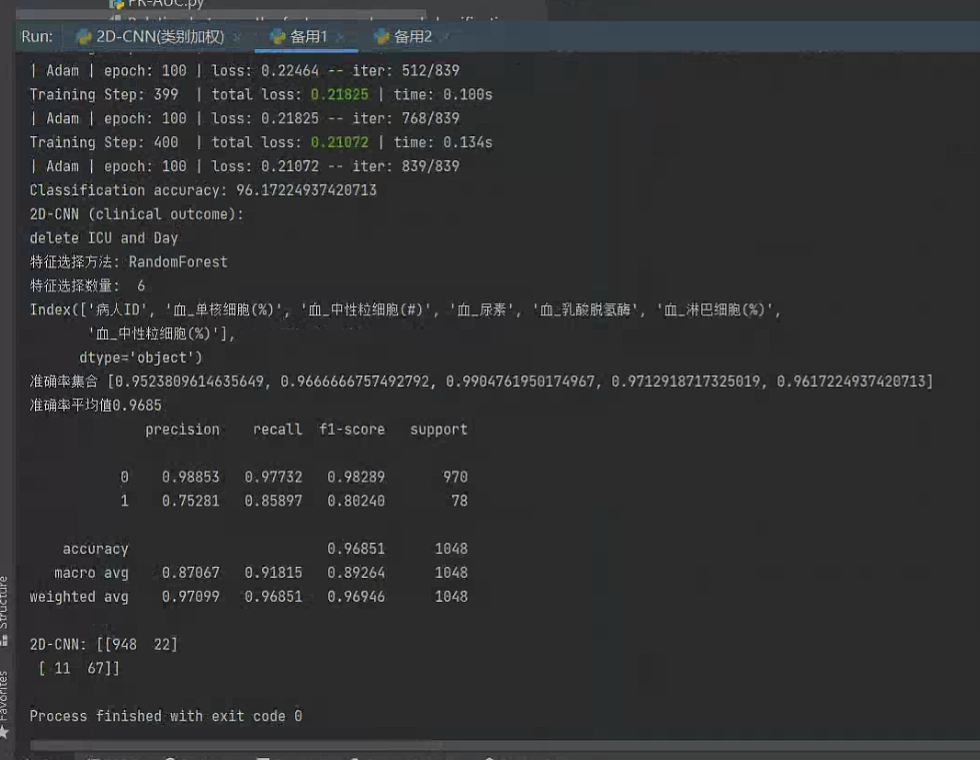 PR-AUC.py
Run: 2D-CNN(类别加权) × 备用1 × 备用2 ×
| Adam | epoch: 100 | loss: 0.22464 -- iter: 512/839
Training Step: 399 | total loss: 0.21825 | time: 0.100s
| Adam | epoch: 100 | loss: 0.21825 -- iter: 768/839
Training Step: 400 | total loss: 0.21072 | time: 0.134s
| Adam | epoch: 100 | loss: 0.21072 -- iter: 839/839
Classification accuracy: 96.17224937420713
2D-CNN (clinical outcome):
delete ICU and Day
特征选择方法: RandomForest
特征选择数量: 6
Index(['病人ID', '血_单核细胞(%)', '血_中性粒细胞(#)', '血_尿素', '血_乳酸脱氢酶', '血_淋巴细胞(%)',
'血_中性粒细胞(%)'],
dtype='object')
准确率集合 [0.9523809614635649, 0.9666666757492792, 0.9904761950174967, 0.9712918717325019, 0.9617224937420713]
准确率平均值0.9685
precision recall f1-score support
0 0.98853 0.97732 0.98289 970
1 0.75281 0.85897 0.80240 78
accuracy 0.96851 1048
macro avg 0.87067 0.91815 0.89264 1048
weighted avg 0.97099 0.96851 0.96946 1048
2D-CNN: [[948 22]
[ 11 67]]
Process finished with exit code 0
Structure
Favorites